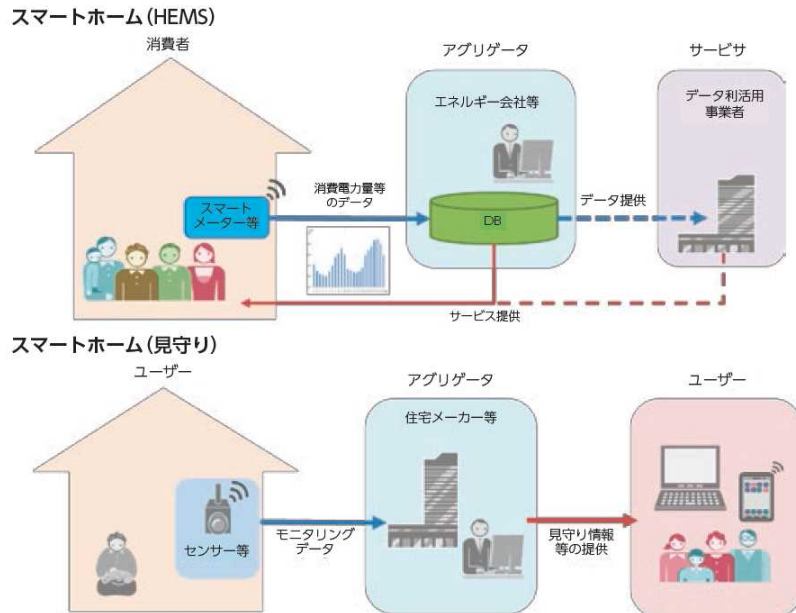 スマートホーム(HEMS)
消費者
アグリゲータ
サービサ
エネルギー会社等
データ利活用
事業者
スマート
メーター等
消費電力量等
のデータ
DB
データ提供
サービス提供
スマートホーム(見守り)
ユーザー
アグリゲータ
ユーザー
住宅メーカー等
センサー等
モニタリング
データ
見守り情報
等の提供